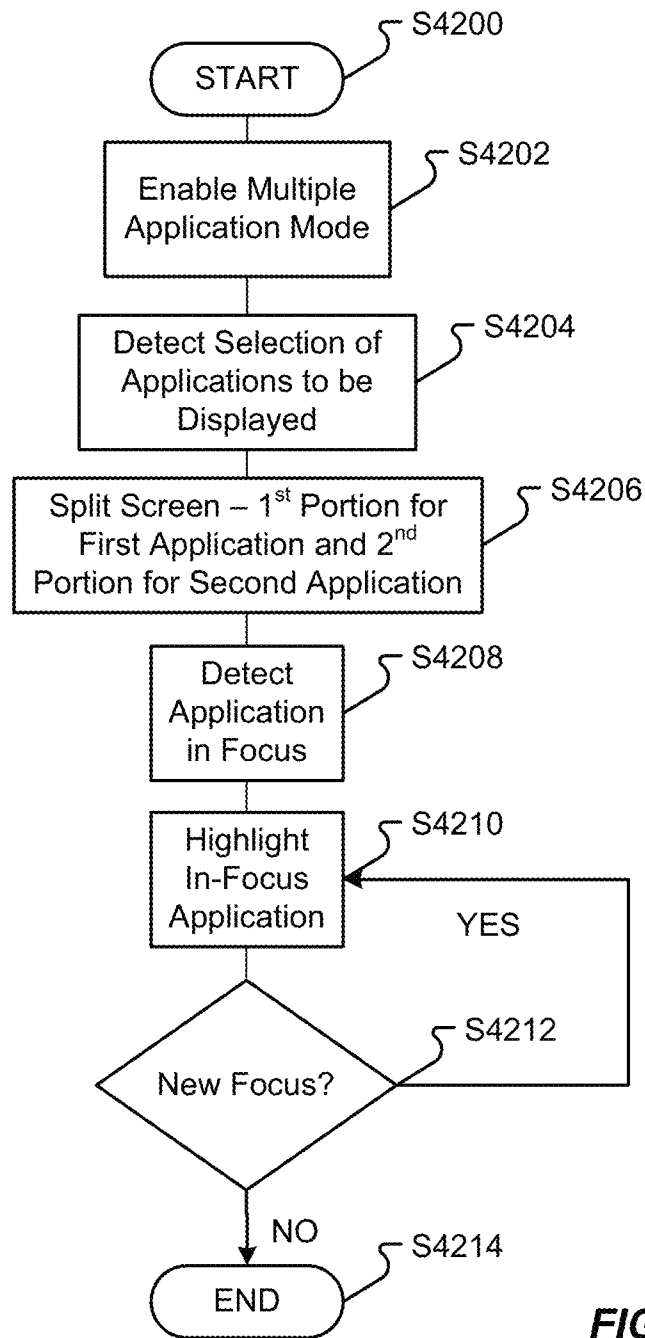 START
S4200
Enable Multiple
Application Mode
S4202
Detect Selection of
Applications to be
Displayed
S4204
Split Screen – 1st Portion for
First Application and 2nd
Portion for Second Application
S4206
Detect
Application
in Focus
S4208
Highlight
In-Focus
Application
S4210
YES
New Focus?
S4212
NO
END
S4214
FIG